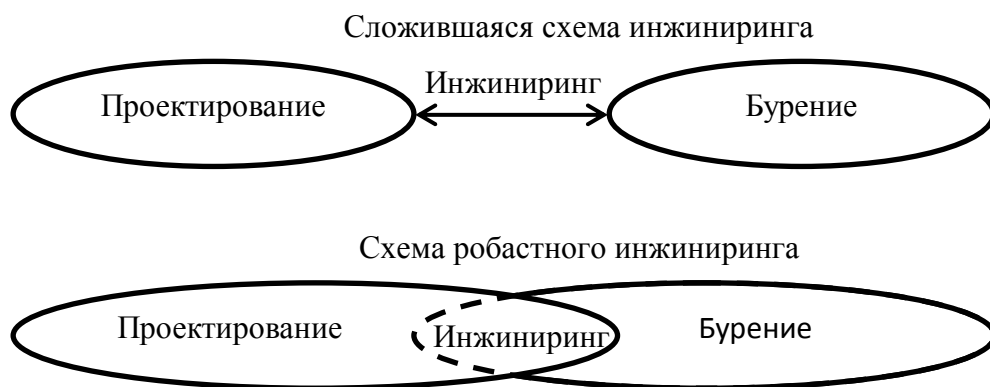 Сложившаяся схема инжиниринга
Инжиниринг
Проектирование
Бурение
Схема робастного инжиниринга
Проектирование
Инжиниринг
Бурение